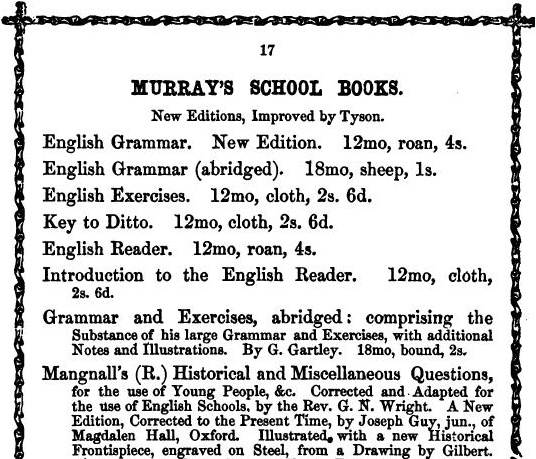 17
MURRAY'S SCHOOL BOOKS.
New Editions, Improved by Tyson.
English Grammar. New Edition. 12mo, roan, 4s.
English Grammar (abridged). 18mo, sheep, 1s.
English Exercises. 12mo, cloth, 2s. 6d.
Key to Ditto. 12mo, cloth, 2s. 6d.
English Reader. 12mo, roan, 4s.
Introduction to the English Reader. 12mo, cloth,
2s. 6d.
Grammar and Exercises, abridged: comprising the
Substance of his large Grammar and Exercises, with additional
Notes and Illustrations. By G. Gartley. 18mo, bound, 2s.
Mangnall's (R.) Historical and Miscellaneous Questions,
for the use of Young People, &c. Corrected and Adapted for
the use of English Schools, by the Rev. G. N. Wright. A New
Edition, Corrected to the Present Time, by Joseph Guy, jun., of
Magdalen Hall, Oxford. Illustrated, with a new Historical
Frontispiece, engraved on Steel, from a Drawing by Gilbert.